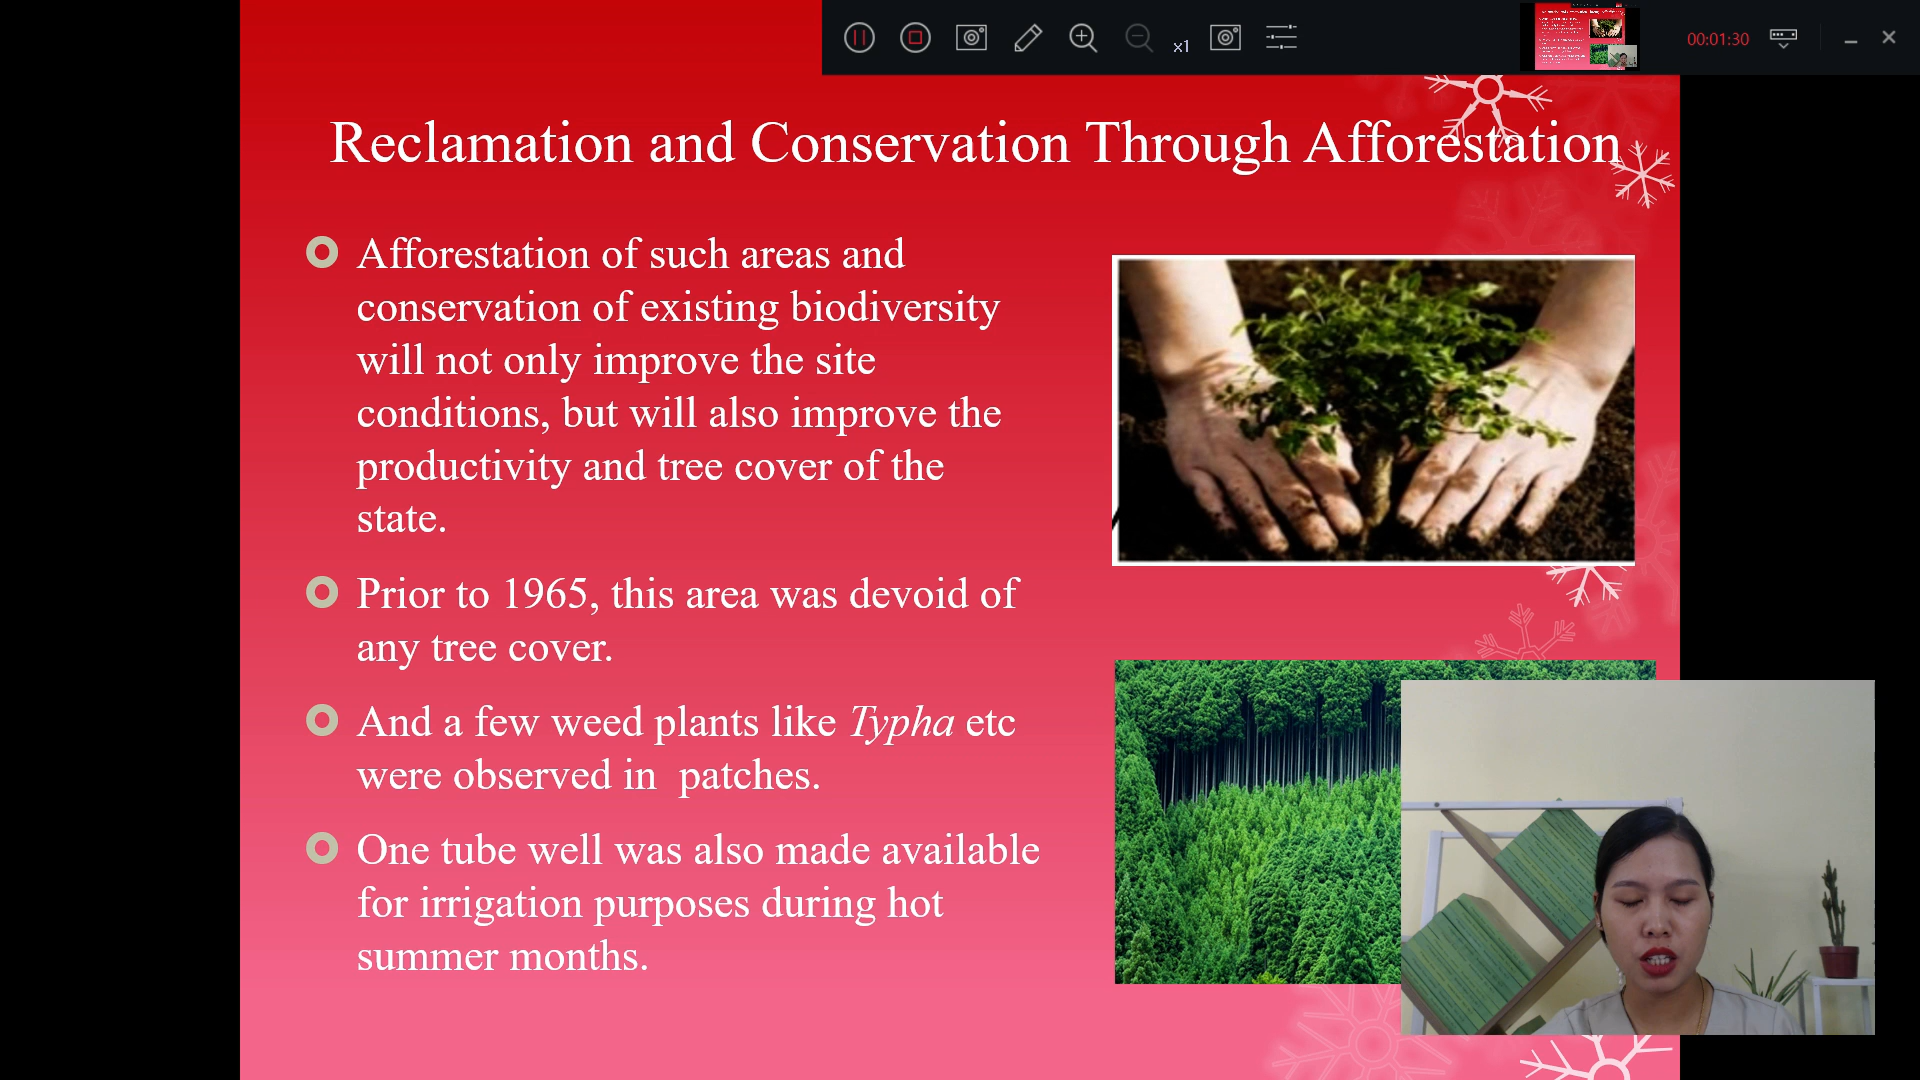 x1
00:01:30
Reclamation and Conservation Through Afforestation
Afforestation of such areas and
conservation of existing biodiversity
will not only improve the site
conditions, but will also improve the
productivity and tree cover of the
state.
Prior to 1965, this area was devoid of
any tree cover.
And a few weed plants like Typha etc
were observed in  patches.
One tube well was also made available
for irrigation purposes during hot
summer months.